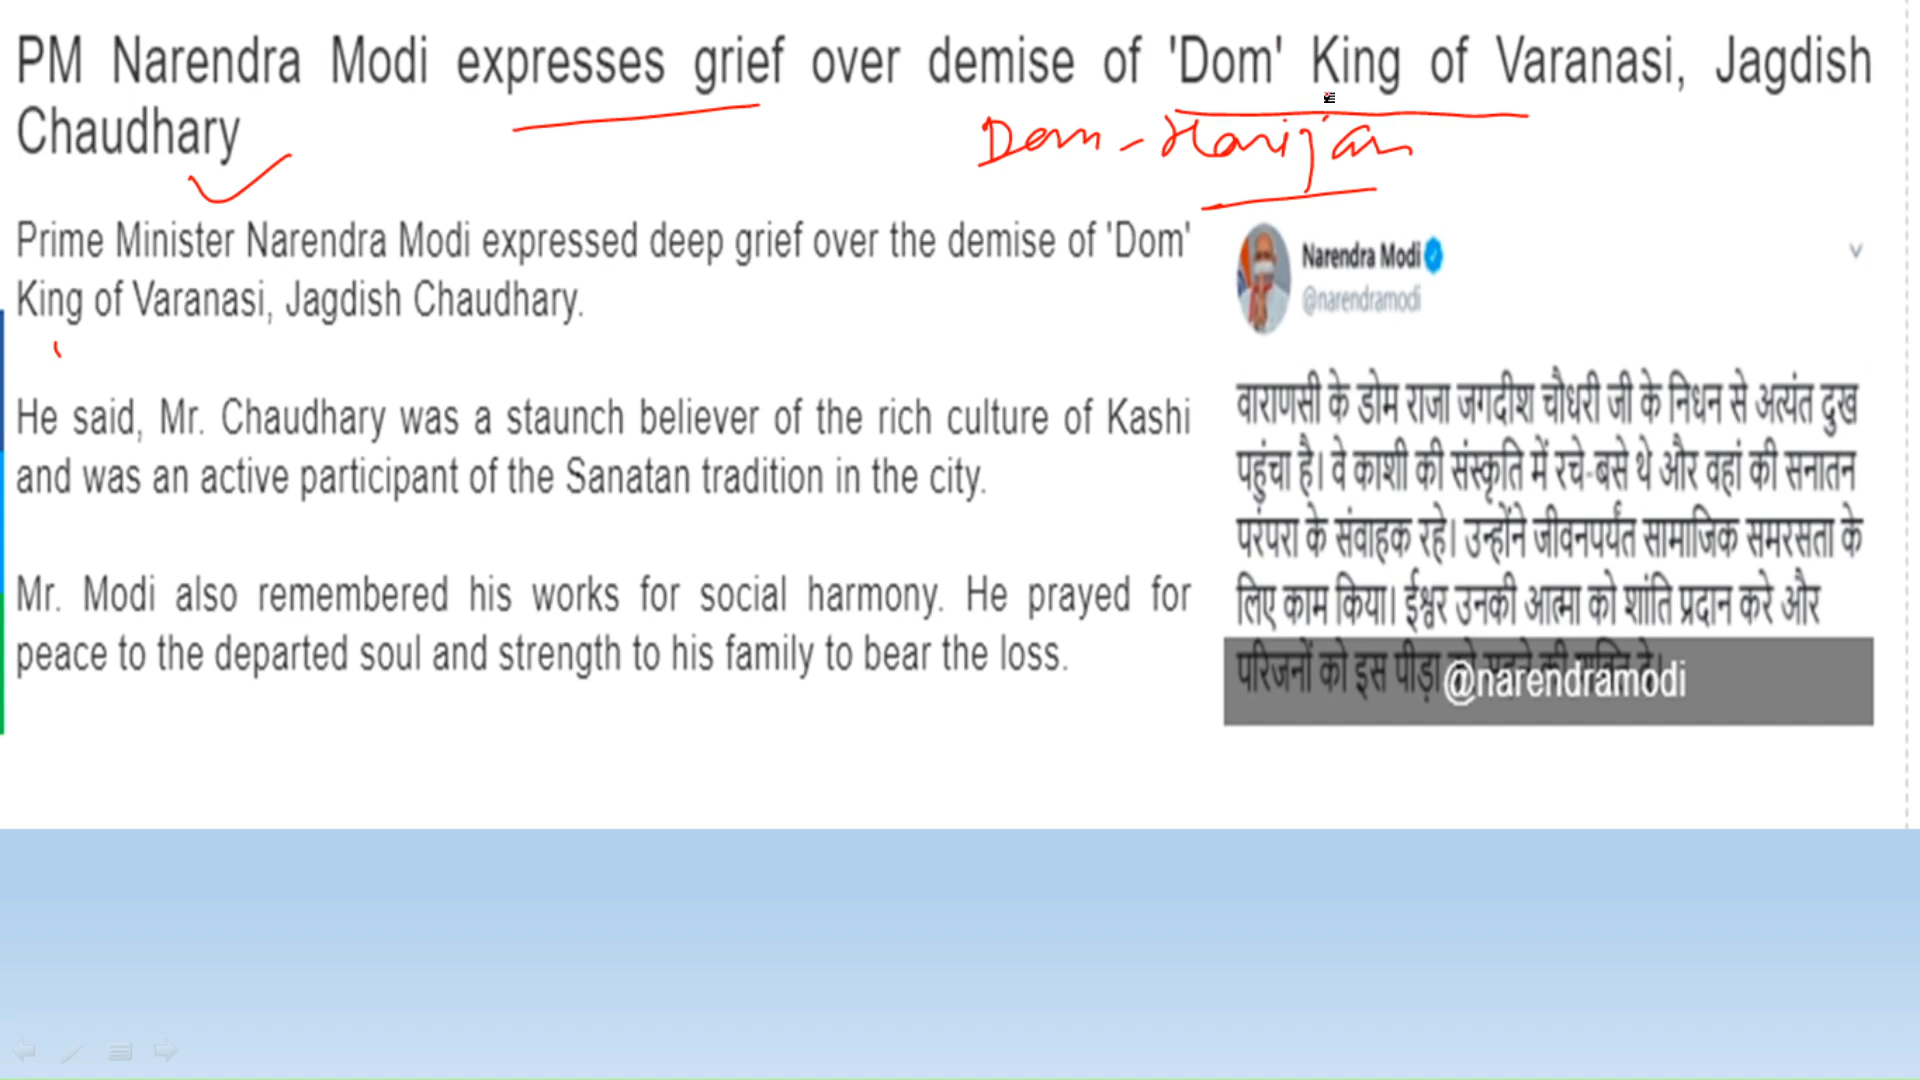 PM Narendra Modi expresses grief over demise of 'Dom' King of Varanasi, Jagdish
Chaudhary
Dom - Harijan
Prime Minister Narendra Modi expressed deep grief over the demise of 'Dom'
King of Varanasi, Jagdish Chaudhary.
He said, Mr. Chaudhary was a staunch believer of the rich culture of Kashi
and was an active participant of the Sanatan tradition in the city.
Mr. Modi also remembered his works for social harmony. He prayed for
peace to the departed soul and strength to his family to bear the loss.
Narendra Modi
@narendramodi
वाराणसी के डोम राजा जगदीश चौधरी जी के निधन से अत्यंत दुख
पहुंचा है। वे काशी की संस्कृति में रचे-बसे थे और वहां की सनातन
परंपरा के संवाहक रहे। उन्होंने जीवनपर्यंत सामाजिक समरसता के
लिए काम किया। ईश्वर उनकी आत्मा को शांति प्रदान करे और
परिजनों को इस पीड़ा
@narendramodi